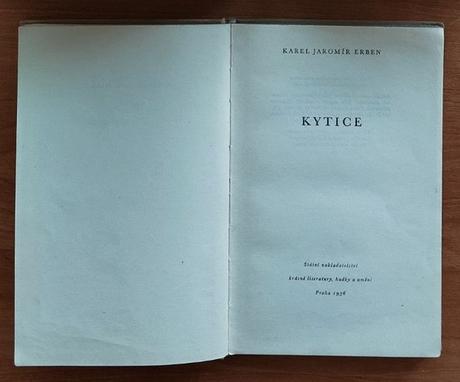 KAREL JAROMÍR ERBEN
KYTICE
Státní nakladatelství
krásné literatury, hudby a umění
Praha 1956